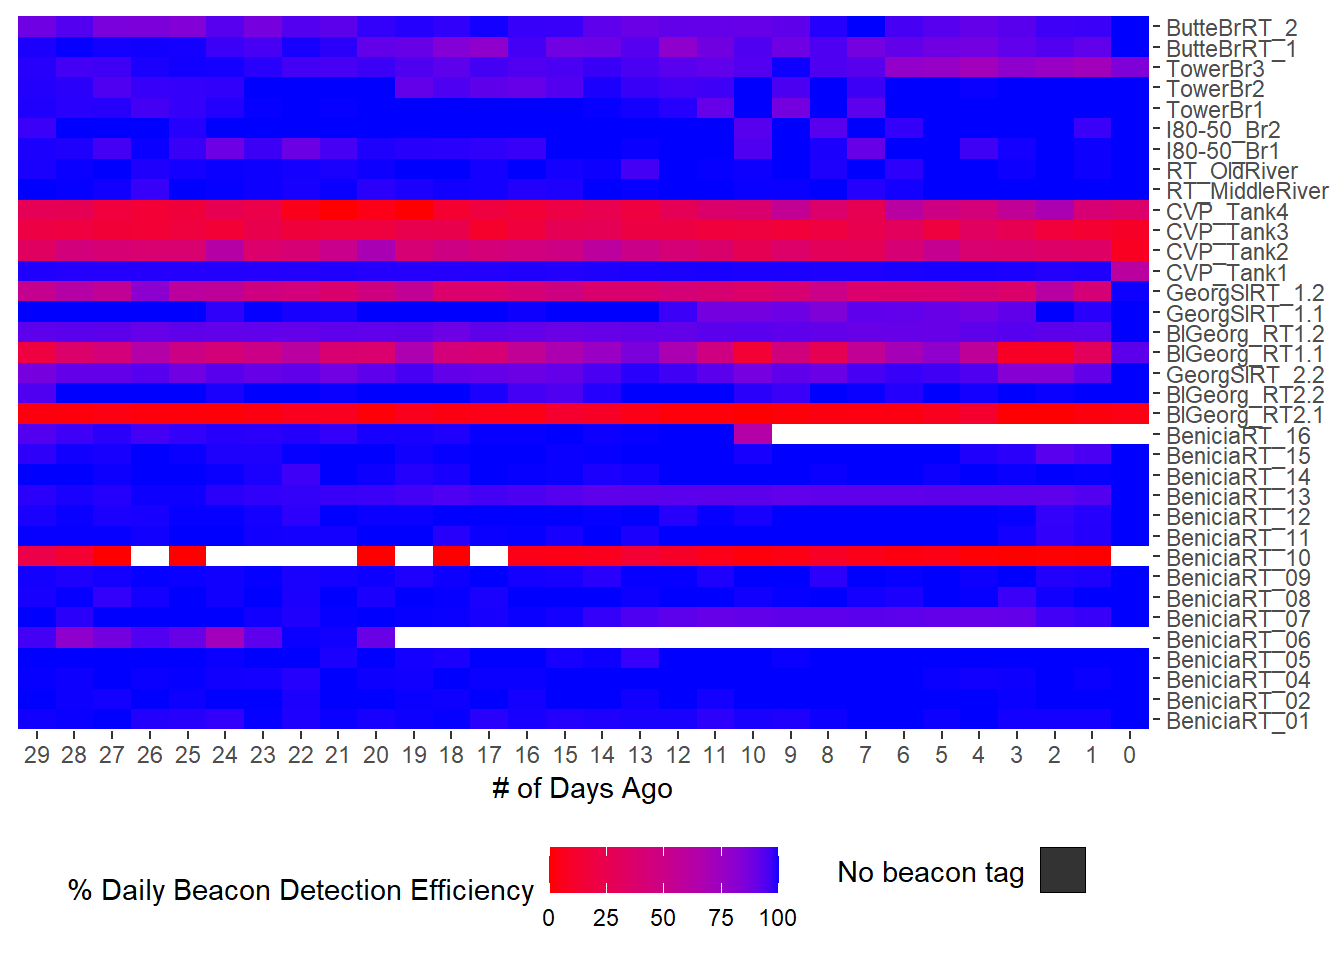 ButteBrRT_2
ButteBrRT_1
TowerBr3
TowerBr2
TowerBr1
I80-50_Br2
I80-50_Br1
RT_OldRiver
RT_MiddleRiver
CVP_Tank4
CVP_Tank3
CVP_Tank2
CVP_Tank1
GeorgSlRT_1.2
GeorgSlRT_1.1
BlGeorg_RT1.2
BlGeorg_RT1.1
GeorgSlRT_2.2
BlGeorg_RT2.2
BlGeorg_RT2.1
BeniciaRT_16
BeniciaRT_15
BeniciaRT_14
BeniciaRT_13
BeniciaRT_12
BeniciaRT_11
BeniciaRT_10
BeniciaRT_09
BeniciaRT_08
BeniciaRT_07
BeniciaRT_06
BeniciaRT_05
BeniciaRT_04
BeniciaRT_02
BeniciaRT_01
29 28 27 26 25 24 23 22 21 20 19 18 17 16 15 14 13 12 11 10 9 8 7 6 5 4 3 2 1 0
# of Days Ago
% Daily Beacon Detection Efficiency
0 25 50 75 100
No beacon tag